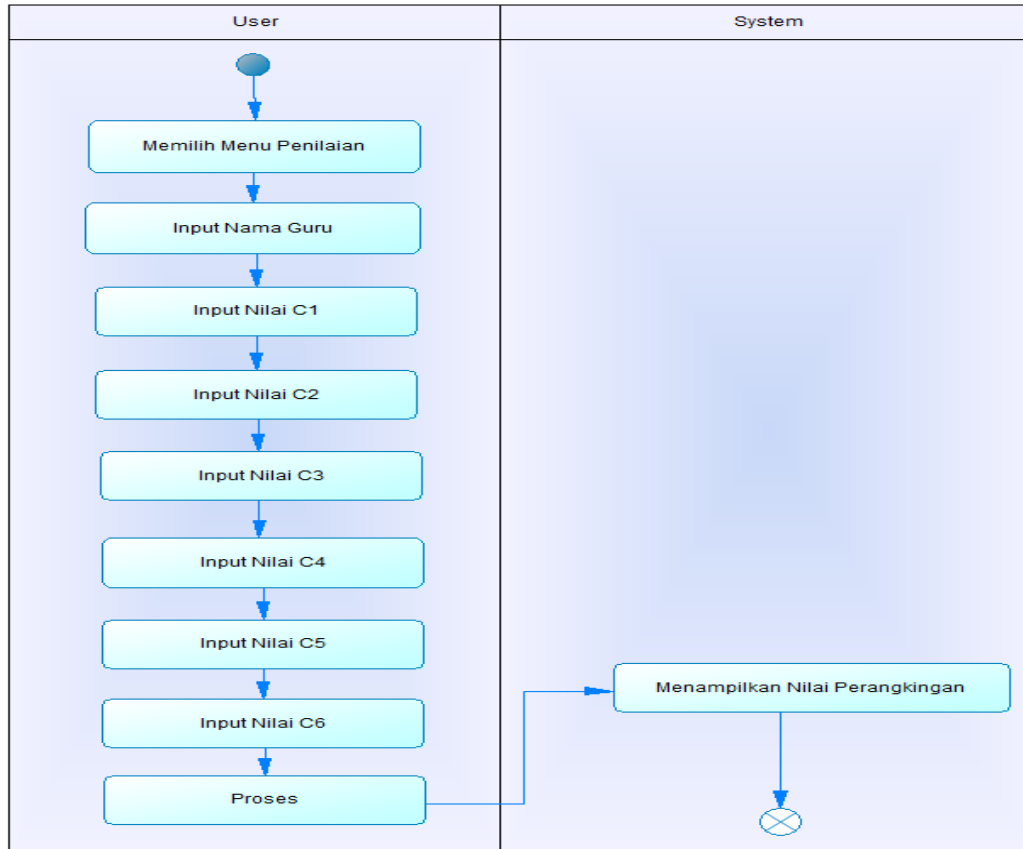 User
System
Memilih Menu Penilaian
Input Nama Guru
Input Nilai C1
Input Nilai C2
Input Nilai C3
Input Nilai C4
Input Nilai C5
Input Nilai C6
Proses
Menampilkan Nilai Perangkingan